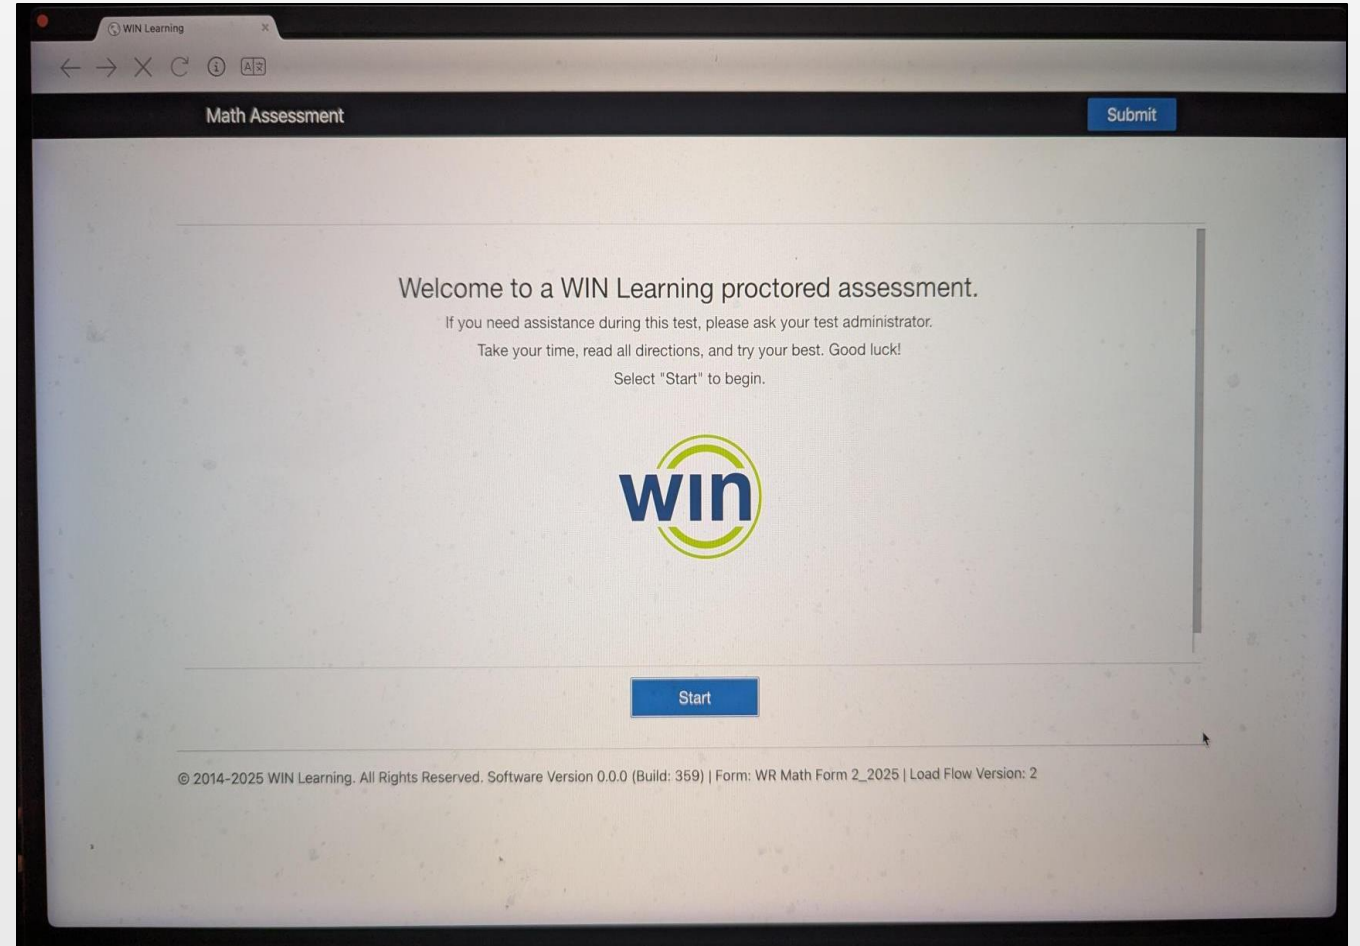 WIN Learning
Math Assessment
Submit
Welcome to a WIN Learning proctored assessment.
If you need assistance during this test, please ask your test administrator.
Take your time, read all directions, and try your best. Good luck!
Select "Start" to begin.
win
Start
© 2014-2025 WIN Learning. All Rights Reserved. Software Version 0.0.0 (Build: 359) | Form: WR Math Form 2_2025 | Load Flow Version: 2